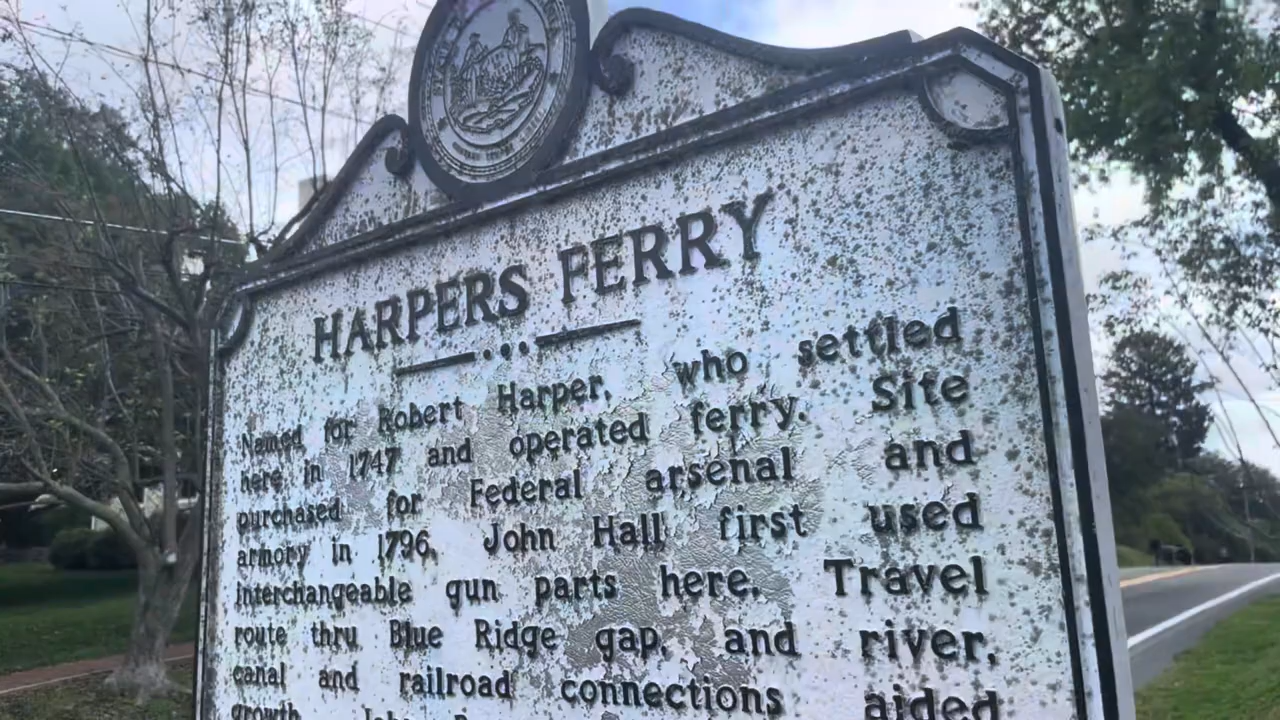 HARPERS FERRY
Named for Robert Harper, who settled
here in 1747 and operated ferry. Site
purchased for Federal arsenal and
armory in 1796. John Hall first used
interchangeable gun parts here. Travel
route thru Blue Ridge gap, and river,
canal and railroad connections aided
growth. John